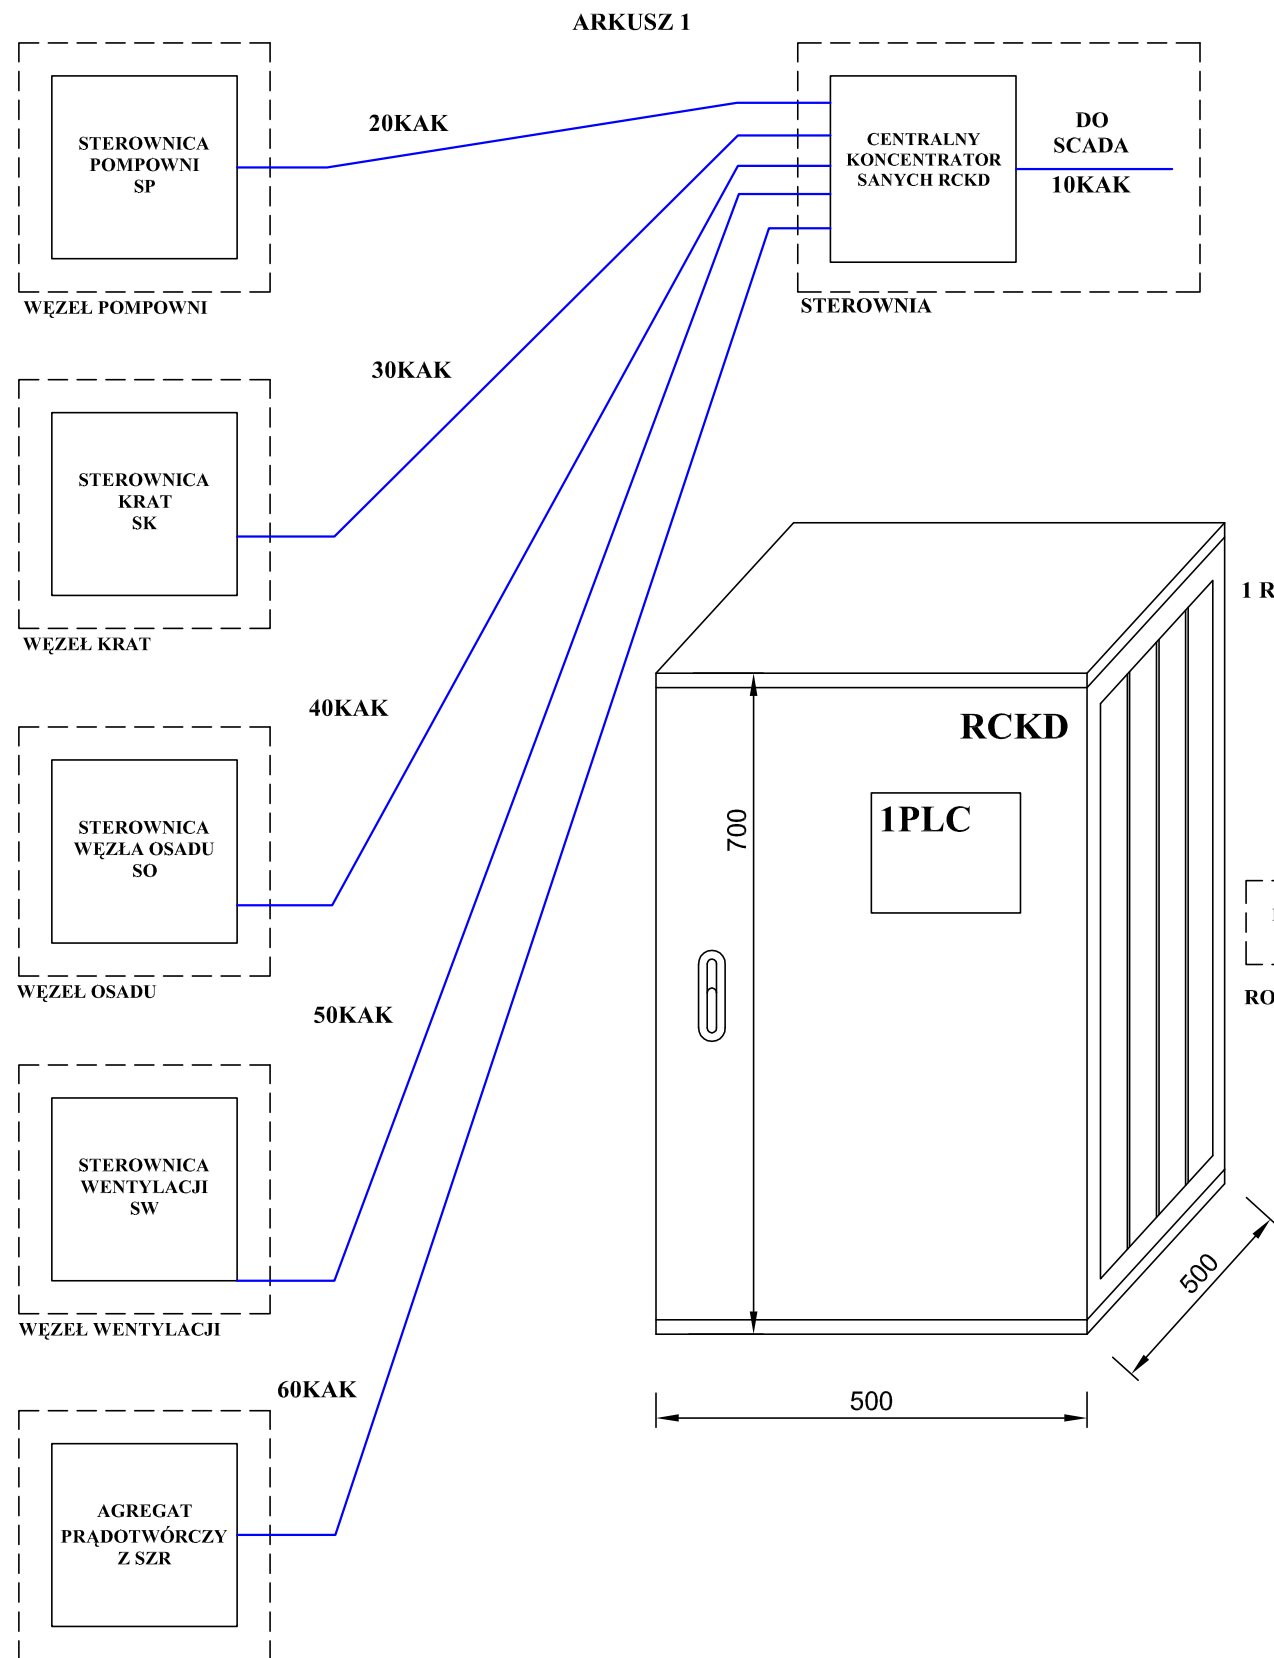 ARKUSZ 1
STEROWNICA
POMPOWNI
SP
WĘZEŁ POMPOWNI
20KAK
CENTRALNY
KONCENTRATOR
SANYCH RCKD
DO
SCADA
10KAK
STEROWNIA
30KAK
STEROWNICA
KRAT
SK
WĘZEŁ KRAT
40KAK
STEROWNICA
WĘZŁA OSADU
SO
WĘZEŁ OSADU
50KAK
STEROWNICA
WENTYLACJI
SW
WĘZEŁ WENTYLACJI
60KAK
AGREGAT
PRĄDOTWÓRCZY
Z SZR
RCKD
1PLC
700
500
500
1 R
RO